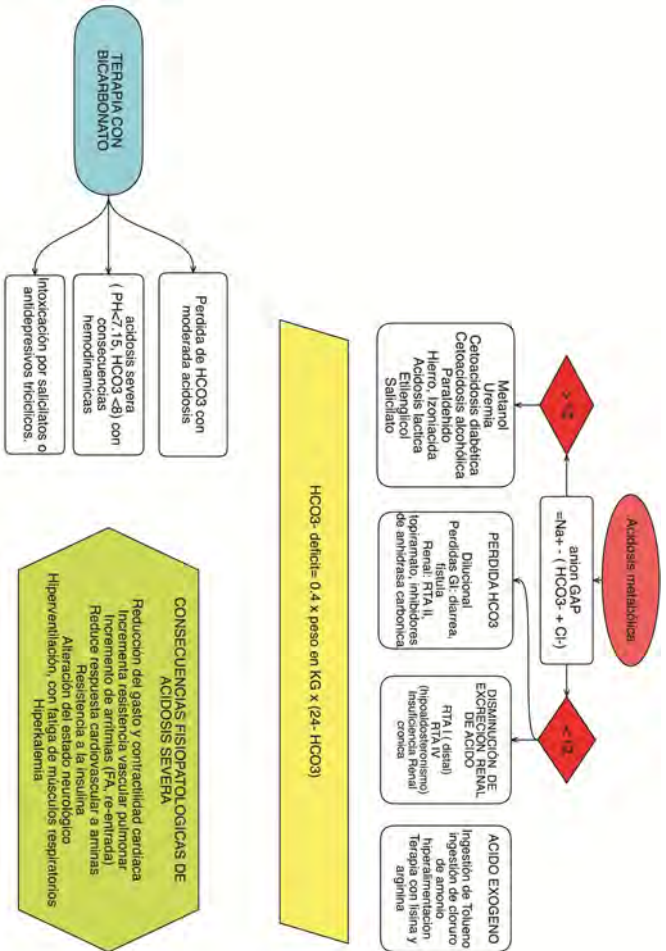 Acidosis metabólica
anion GAP
=Na+ - ( HCO3- + Cl-)
> 12
< 12
Metanol
Uremia
Cetoacidosis diabética
Cetoacidosis alcohólica
Paraldehido
Hierro, Izoniacida
Acidosis lactica
Etilenglicol
Salicilato
PERDIDA HCO3
Dilucional
Perdidas GI: diarrea,
fistula
Renal: RTA II,
topiramato, inhibidores
de anhidrasa carbonica
DISMINUCIÓN DE
EXCRECIÓN RENAL
DE ACIDO
RTA I ( distal)
RTA IV
(hipoaldosteronismo)
Insuficiencia Renal
cronica
ACIDO EXOGENO
Ingestión de Tolueno
ingestión de cloruro
de amonio
hiperalimentacion
Terapia con lisina y
arginina
HCO3- deficit= 0.4 x peso en KG x (24- HCO3)
TERAPIA CON
BICARBONATO
Perdida de HCO3 con
moderada acidosis
acidosis severa
( PH<7.15, HCO3 <8) con
consecuencias
hemodinamicas
Intoxicación por salicilatos o
antidepresivos triciclicos.
CONSECUENCIAS FISIOPATOLOGICAS DE
ACIDOSIS SEVERA
Reducción del gasto y contractilidad cardiaca
Incrementa resistencia vascular pulmonar
Incremento de arritmias (FA, re-entrada)
Reduce respuesta cardiovascular a aminas
Resistencia a la insulina
Alteración del estado neurológico
Hiperventilación, con fatiga de músculos respiratorios
Hiperkalemia